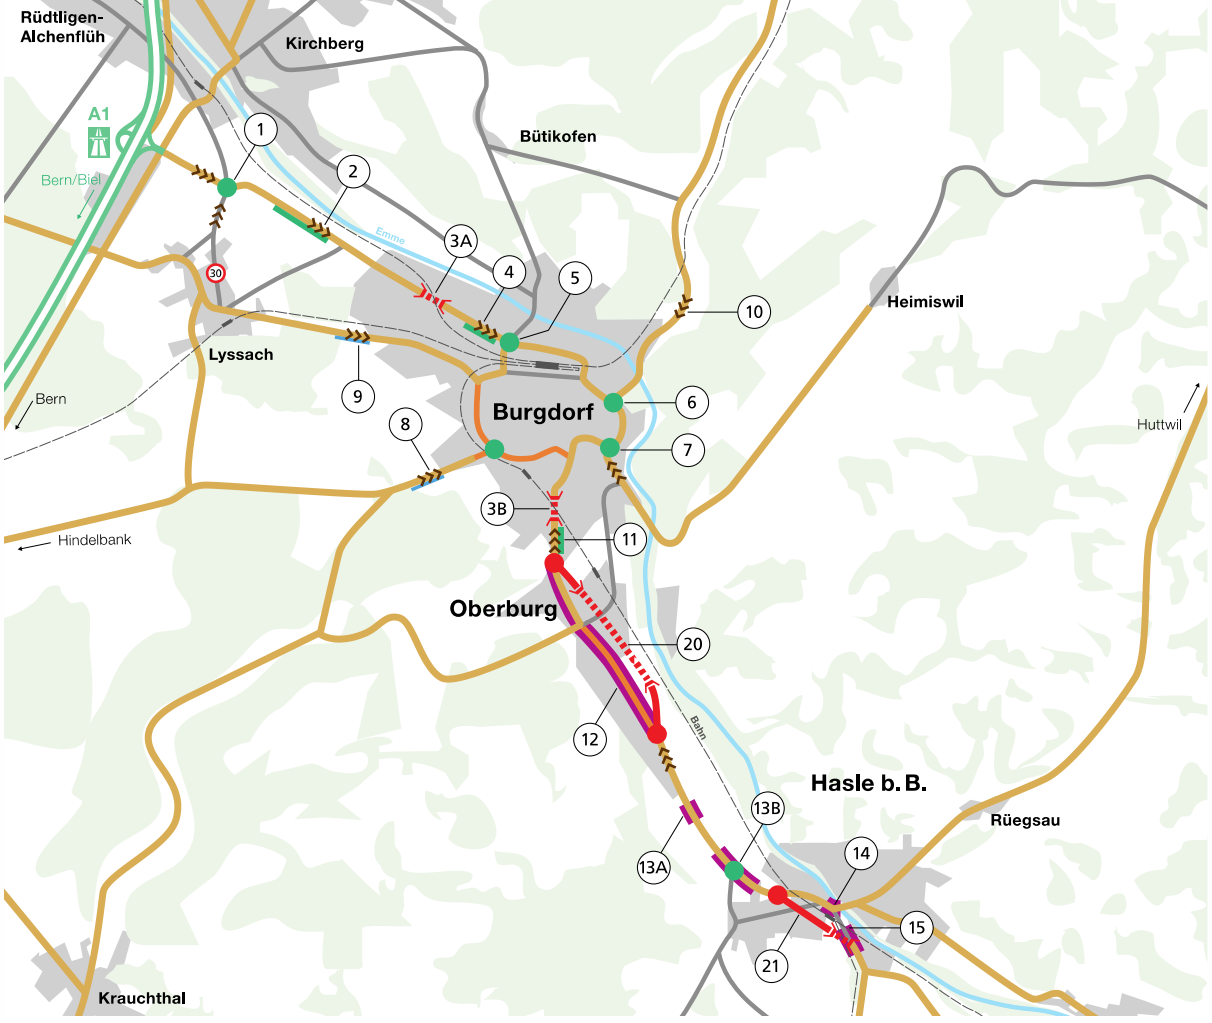 Rüdtligen-
Alchenflüh
Kirchberg
A1
Bern/Biel
1
2
Bütikofen
Emme
3A
4
5
30
Heimiswil
10
Lyssach
9
Bern
Burgdorf
6
8
7
Huttwil
3B
Hindelbank
11
Oberburg
20
12
Bahn
Hasle b. B.
13B
Rüegsau
13A
14
15
21
Krauchthal